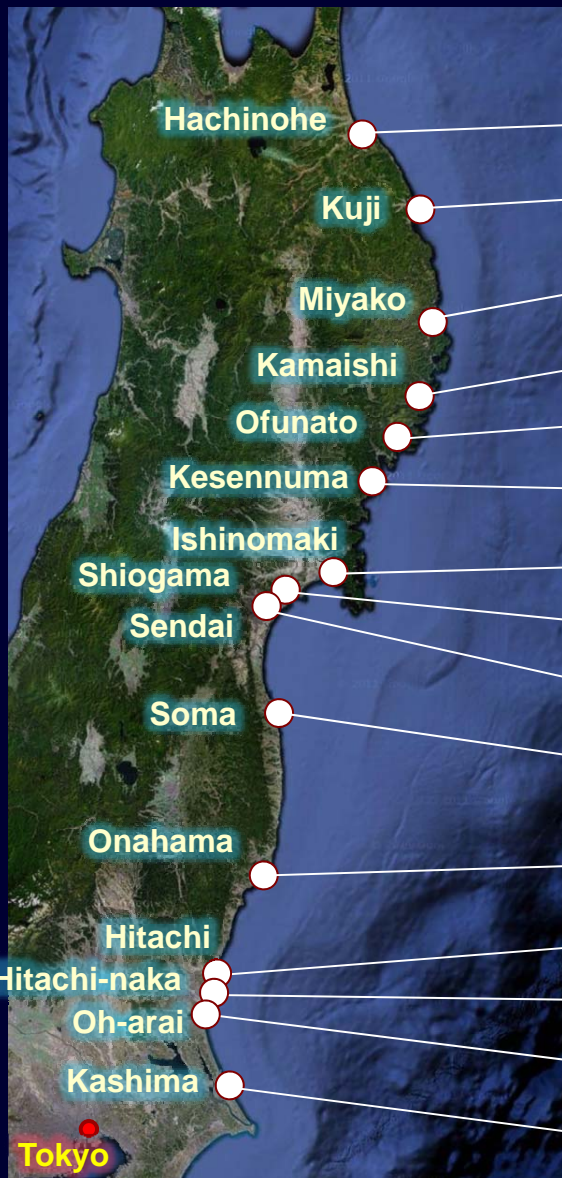 Hachinohe
Kuji
Miyako
Kamaishi
Ofunato
Kesennuma
Ishinomaki
Shiogama
Sendai
Soma
Onahama
Hitachi
Hitachi-naka
Oh-arai
Kashima
Tokyo